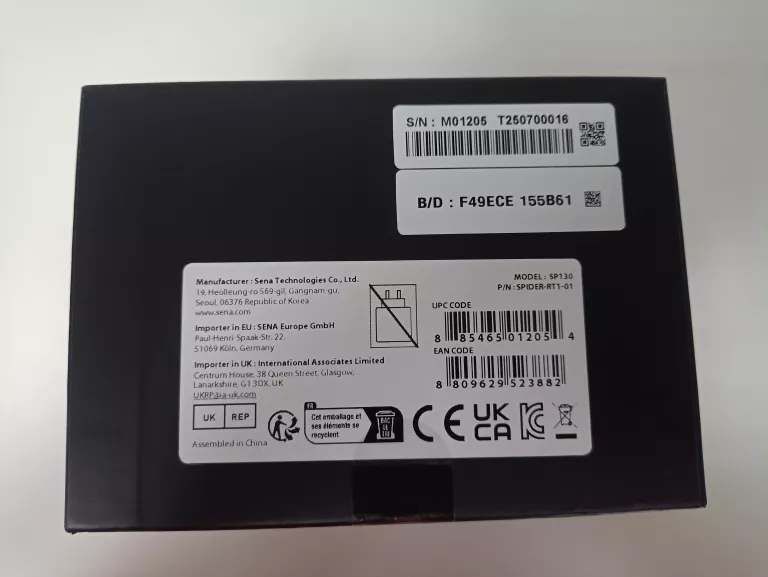 S/N : M01205 T250700016
B/D : F49ECE 155B61
Manufacturer : Sena Technologies Co., Ltd.
19, Heolleung-ro 569-gil, Gangnam-gu,
Seoul, 06376 Republic of Korea
www.sena.com
Importer in EU : SENA Europe GmbH
Paul-Henri-Spaak-Str. 22.
51069 Köln, Germany
Importer in UK : International Associates Limited
Centrum House, 38 Queen Street, Glasgow,
Lanarkshire, G1 3DX, UK
UKRP@ia-uk.com
UK REP
Assembled in China
MODEL : SP130
P/N : SPIDER-RT1-01
UPC CODE
8 85465 01205 4
EAN CODE
8 809629 523882
FR
Cet emballage et
ses éléments se
recyclent
BAC
DE
TRI
CE
UK
CA